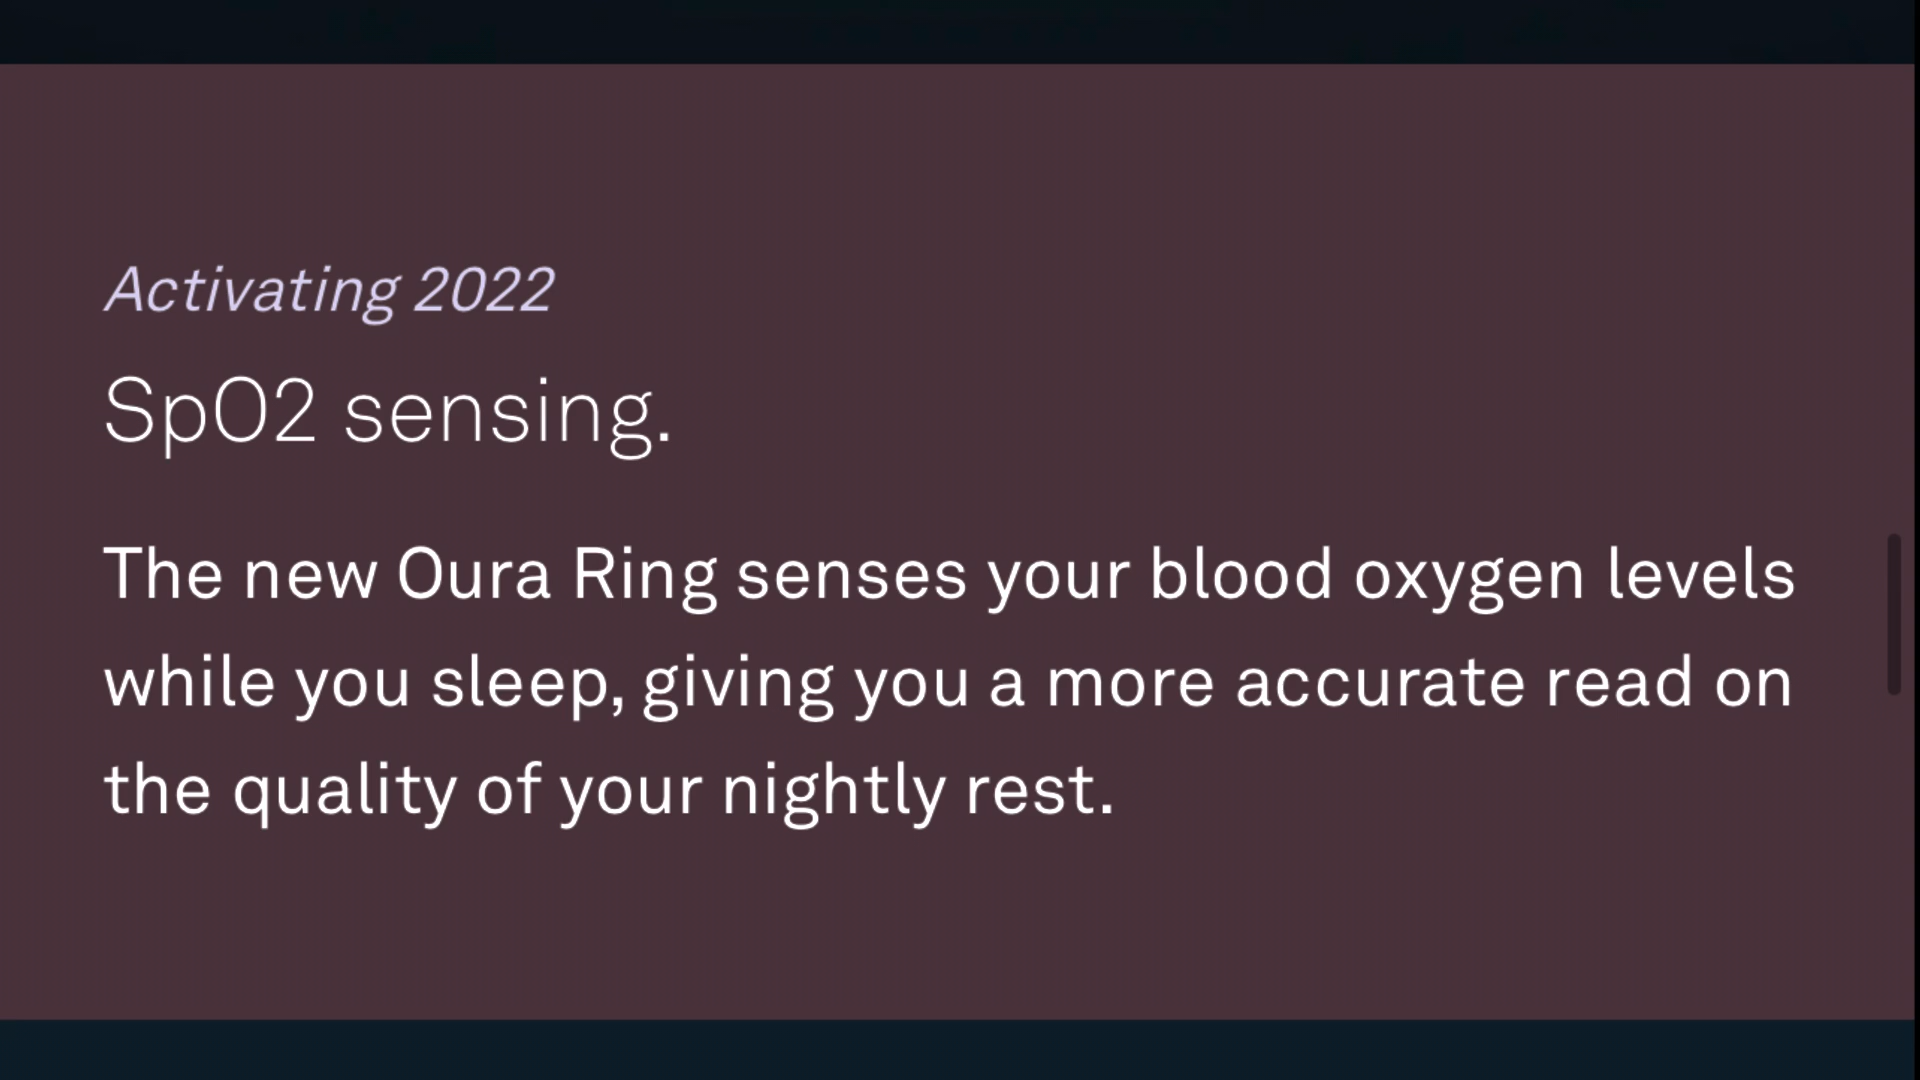 Activating 2022
SpO2 sensing.
The new Oura Ring senses your blood oxygen levels
while you sleep, giving you a more accurate read on
the quality of your nightly rest.